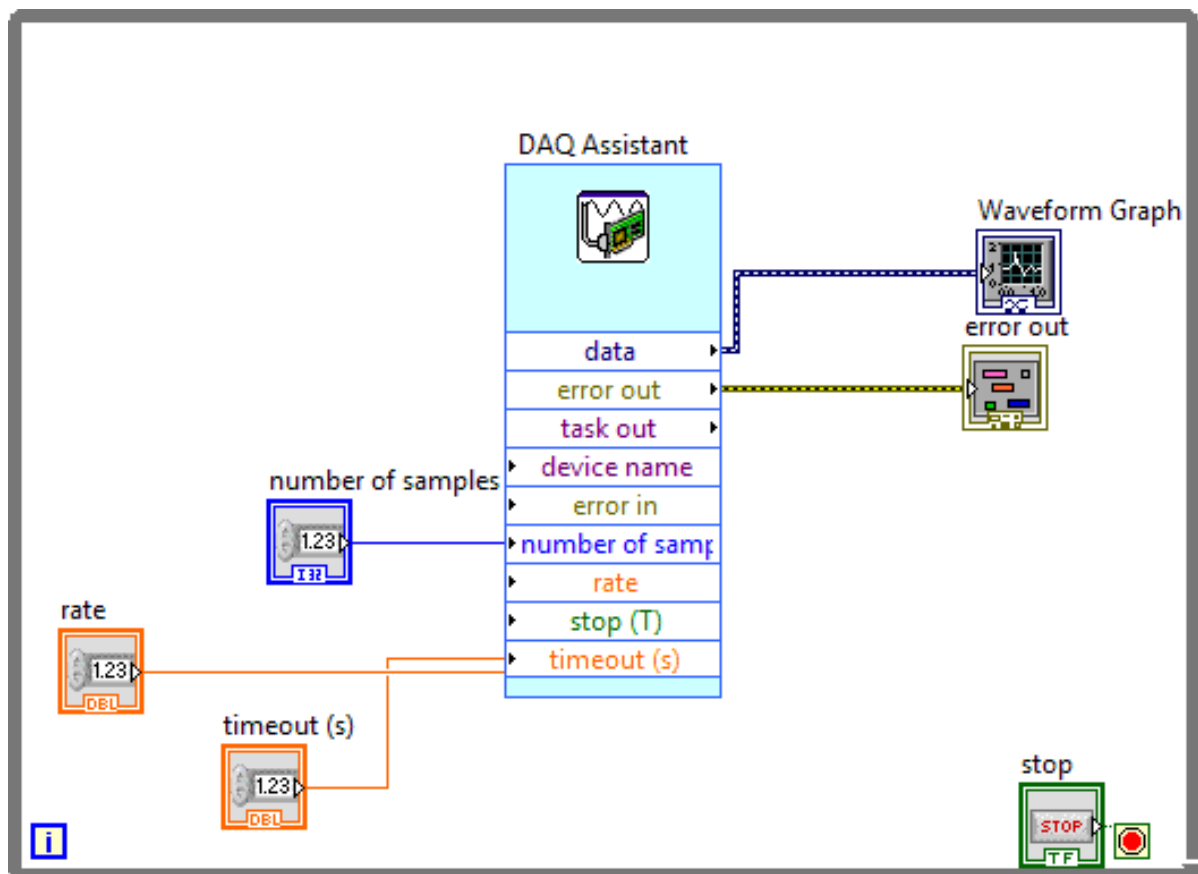 DAQ Assistant
Waveform Graph
data
error out
error out
task out
device name
number of samples
error in
1.23
I32
number of samp
rate
rate
stop (T)
1.23
DBL
timeout (s)
timeout (s)
1.23
DBL
stop
STOP
TF
i